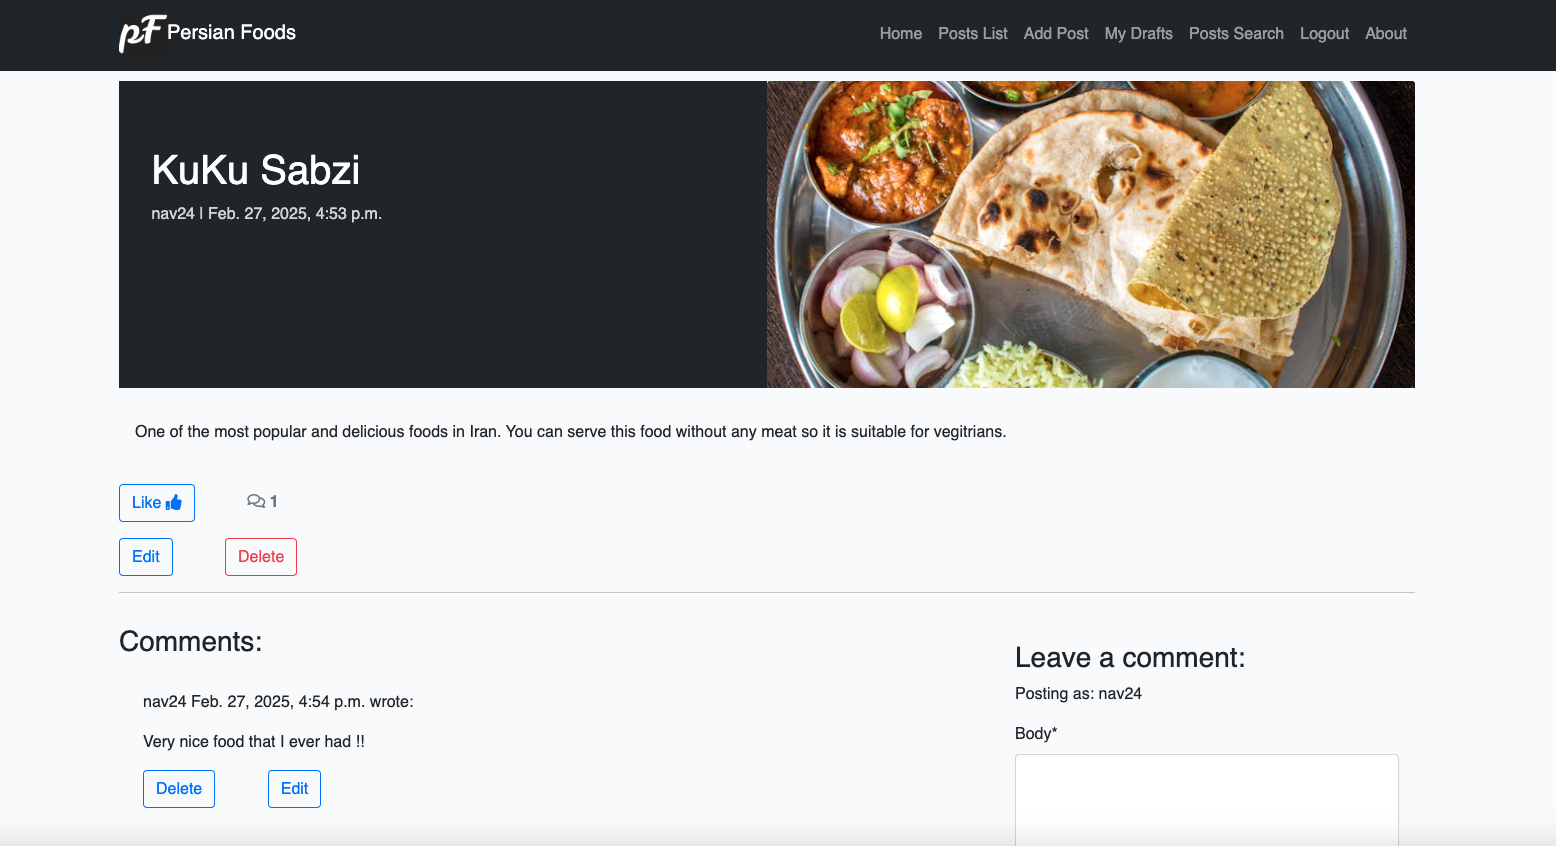 pF Persian Foods
Home Posts List Add Post My Drafts Posts Search Logout About
KuKu Sabzi
nav24 | Feb. 27, 2025, 4:53 p.m.
One of the most popular and delicious foods in Iran. You can serve this food without any meat so it is suitable for vegitrians.
Like
1
Edit
Delete
Comments:
nav24 Feb. 27, 2025, 4:54 p.m. wrote:
Very nice food that I ever had !!
Delete
Edit
Leave a comment:
Posting as: nav24
Body*